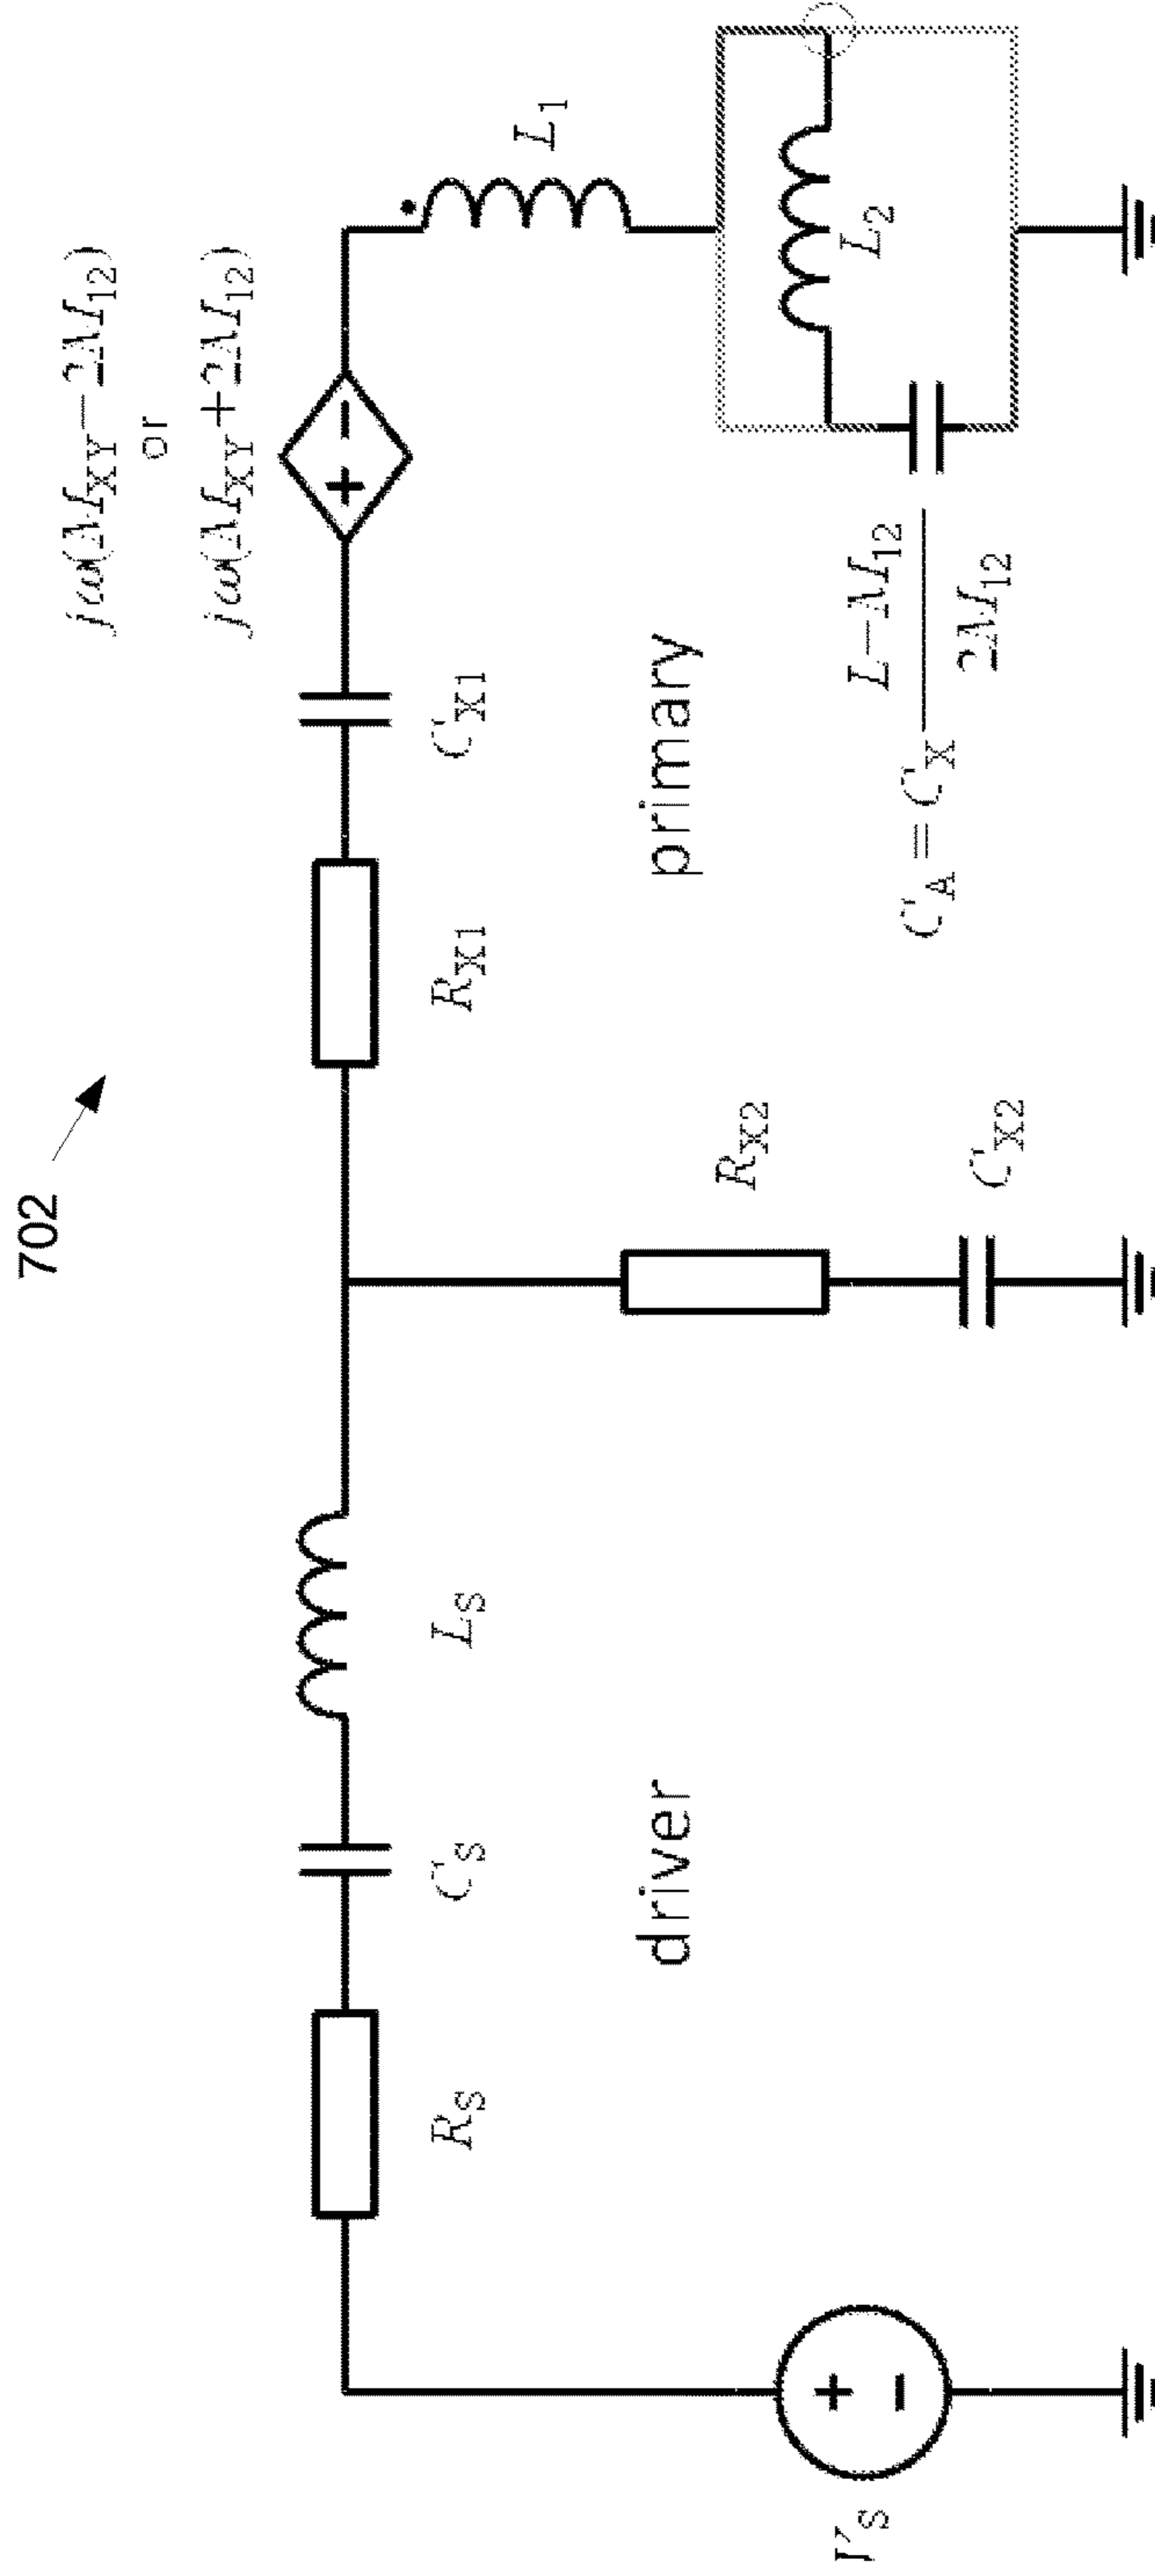 702
jω(M_XY−2M_12)
or
jω(M_XY+2M_12)
V_S
R_S
C_S
L_S
R_X1
C_X1
L_1
driver
primary
R_X2
C_X2
L_2
C_A = C_X (L−M_12)/(2M_12)